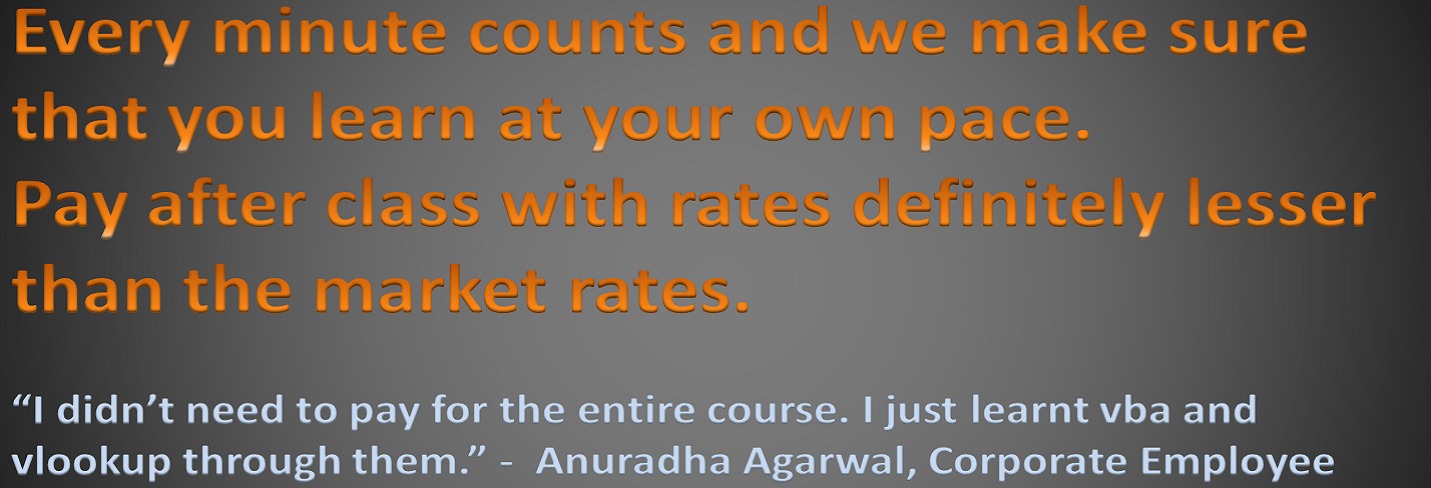 Every minute counts and we make sure
that you learn at your own pace.
Pay after class with rates definitely lesser
than the market rates.
“I didn’t need to pay for the entire course. I just learnt vba and
vlookup through them.” - Anuradha Agarwal, Corporate Employee